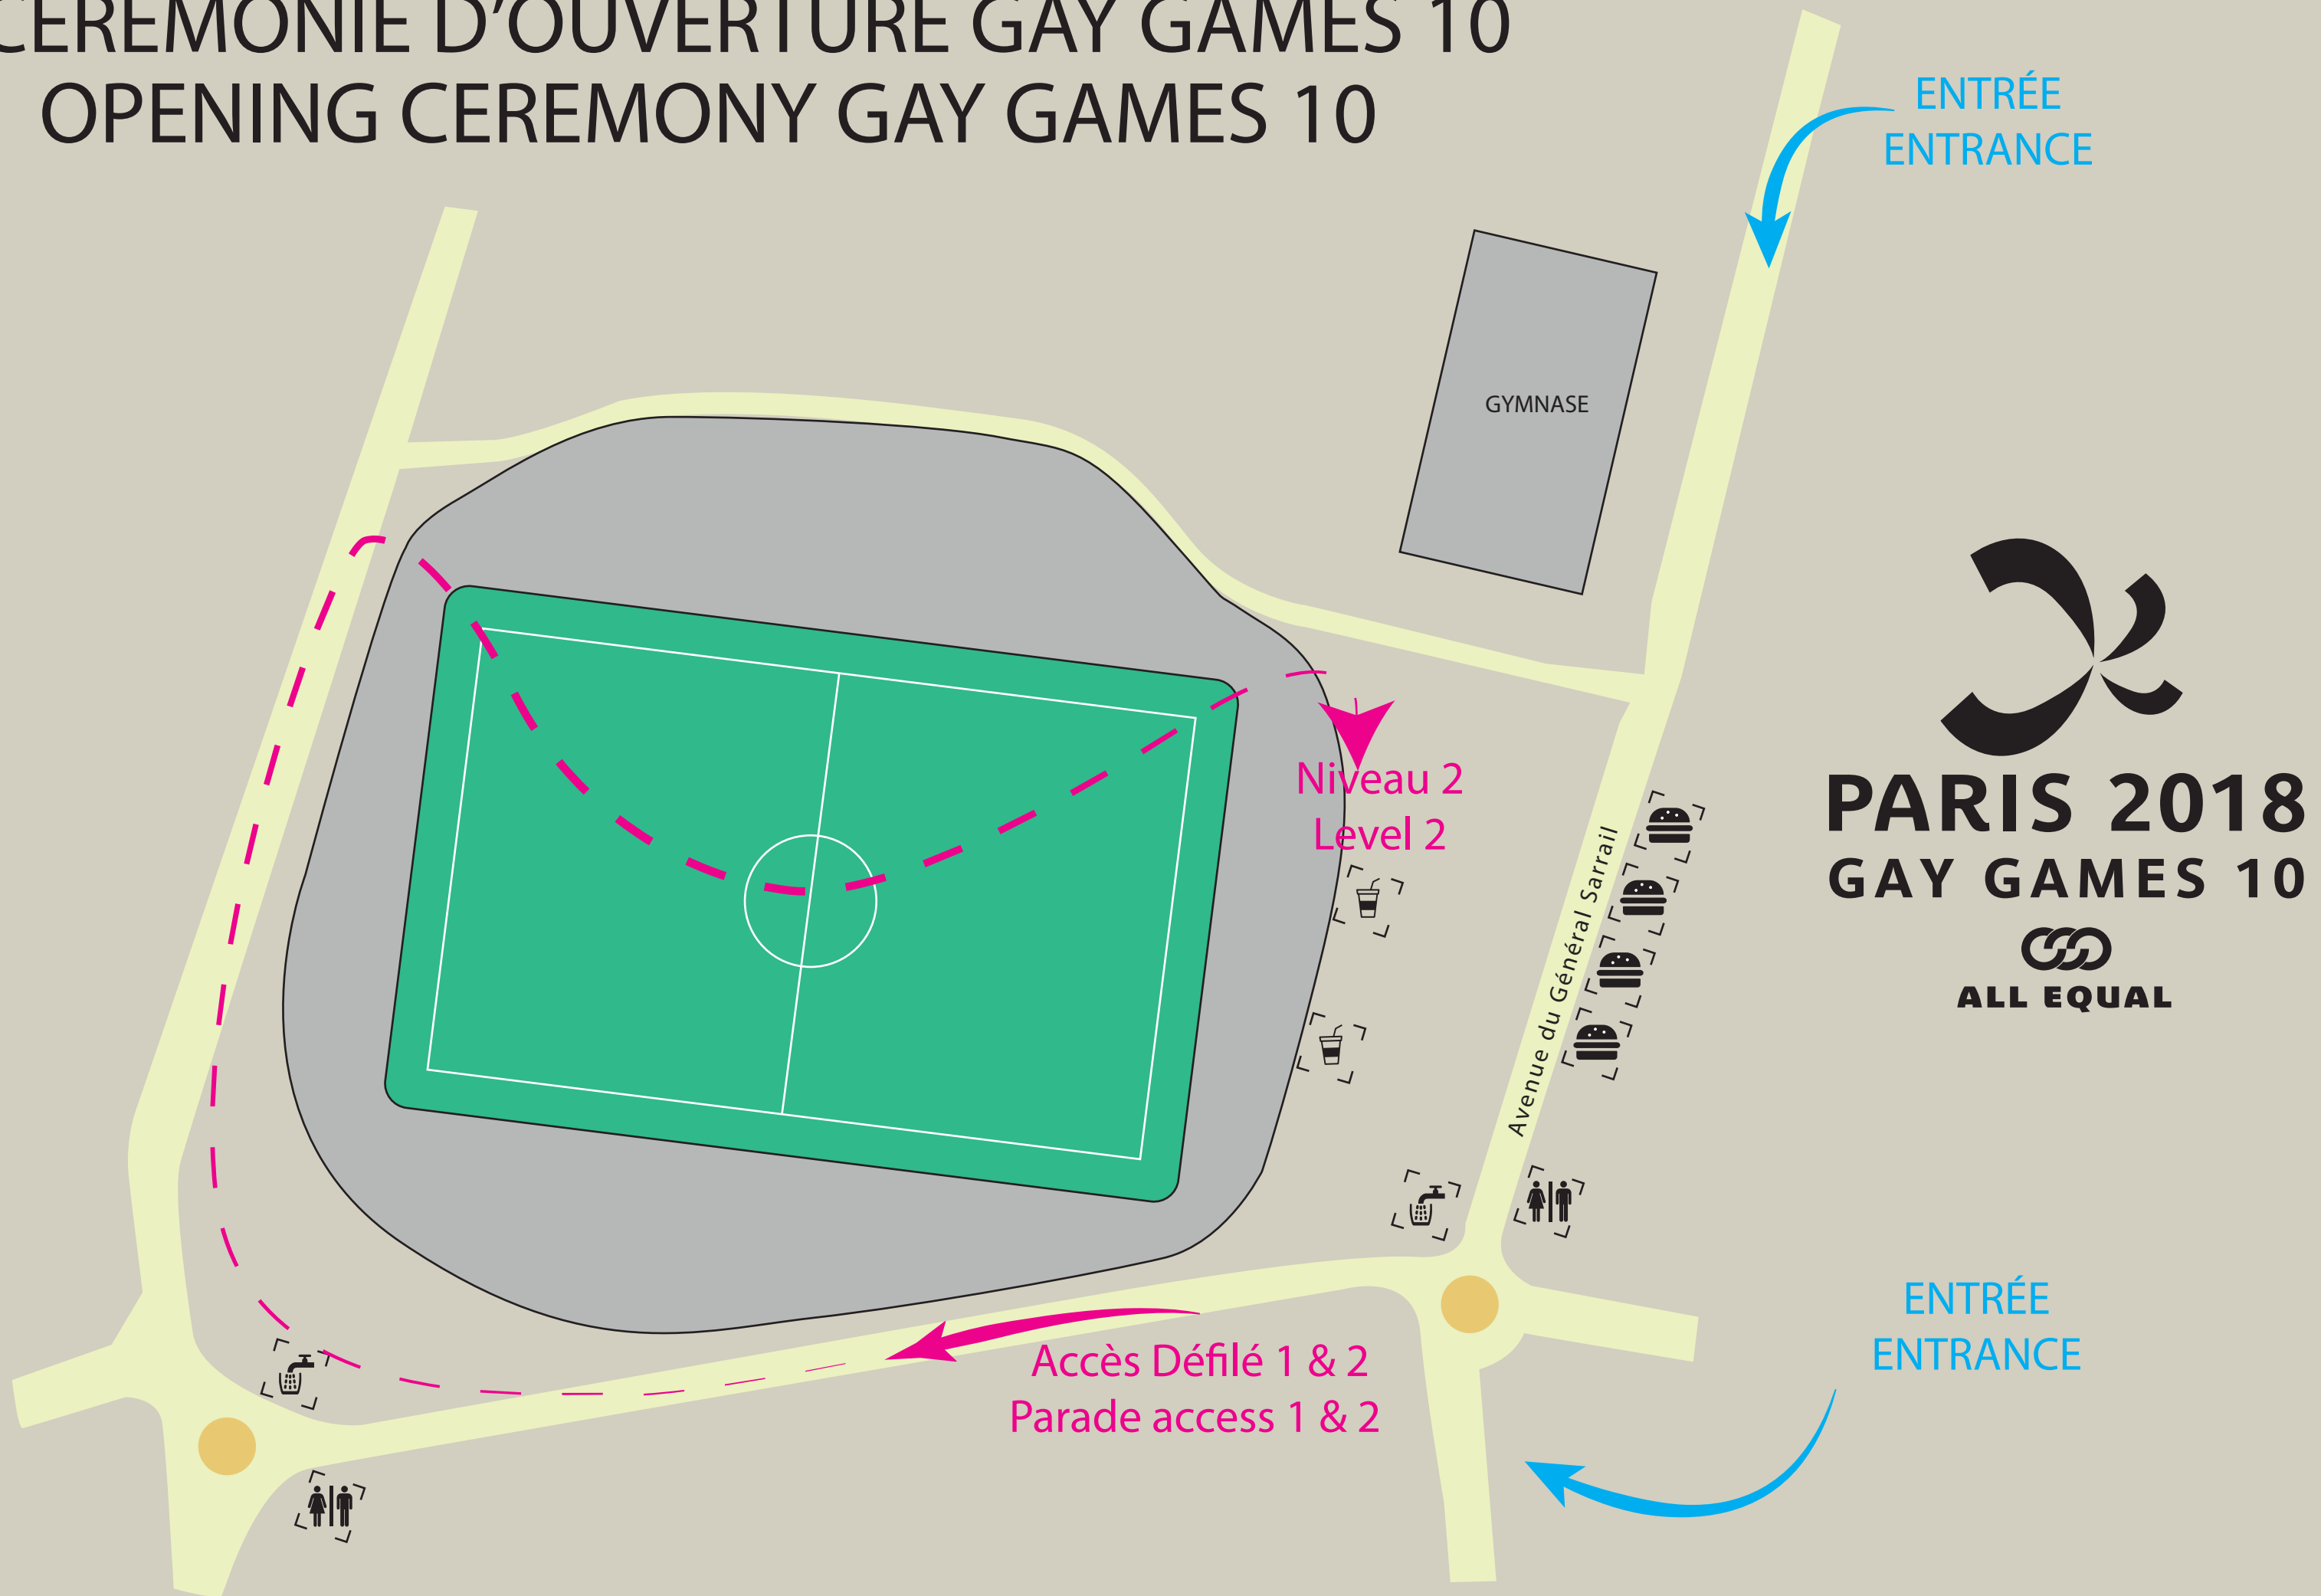 CEREMONIE D'OUVERTURE GAY GAMES 10
OPENING CEREMONY GAY GAMES 10
ENTRÉE
ENTRANCE
GYMNASE
Niveau 2
Level 2
Avenue du Général Sarrail
PARIS 2018
GAY GAMES 10
ALL EQUAL
ENTRÉE
ENTRANCE
Accès Défilé 1 & 2
Parade access 1 & 2